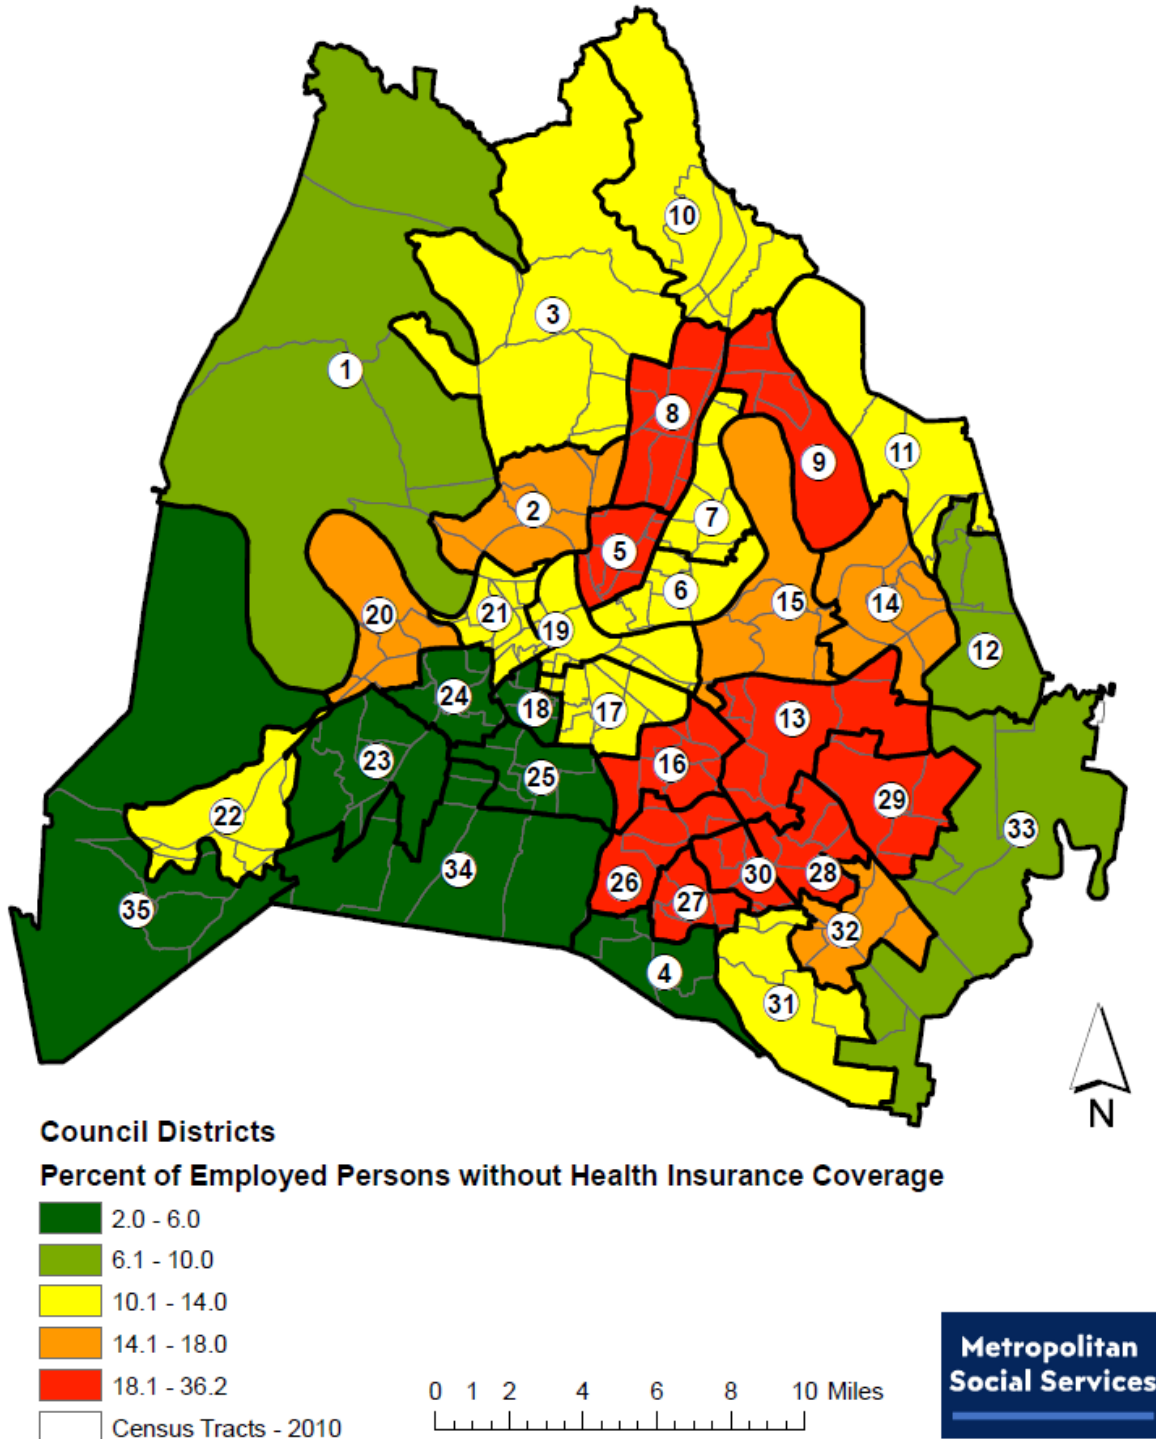 10
3
1
8
11
9
2
7
5
6
15
14
20
21
19
12
24
18
17
13
23
16
25
22
29
33
34
26
30
28
27
35
32
4
31
N
Council Districts
Percent of Employed Persons without Health Insurance Coverage
2.0 - 6.0
6.1 - 10.0
10.1 - 14.0
14.1 - 18.0
18.1 - 36.2
Census Tracts - 2010
0 1 2 4 6 8 10 Miles
Metropolitan
Social Services